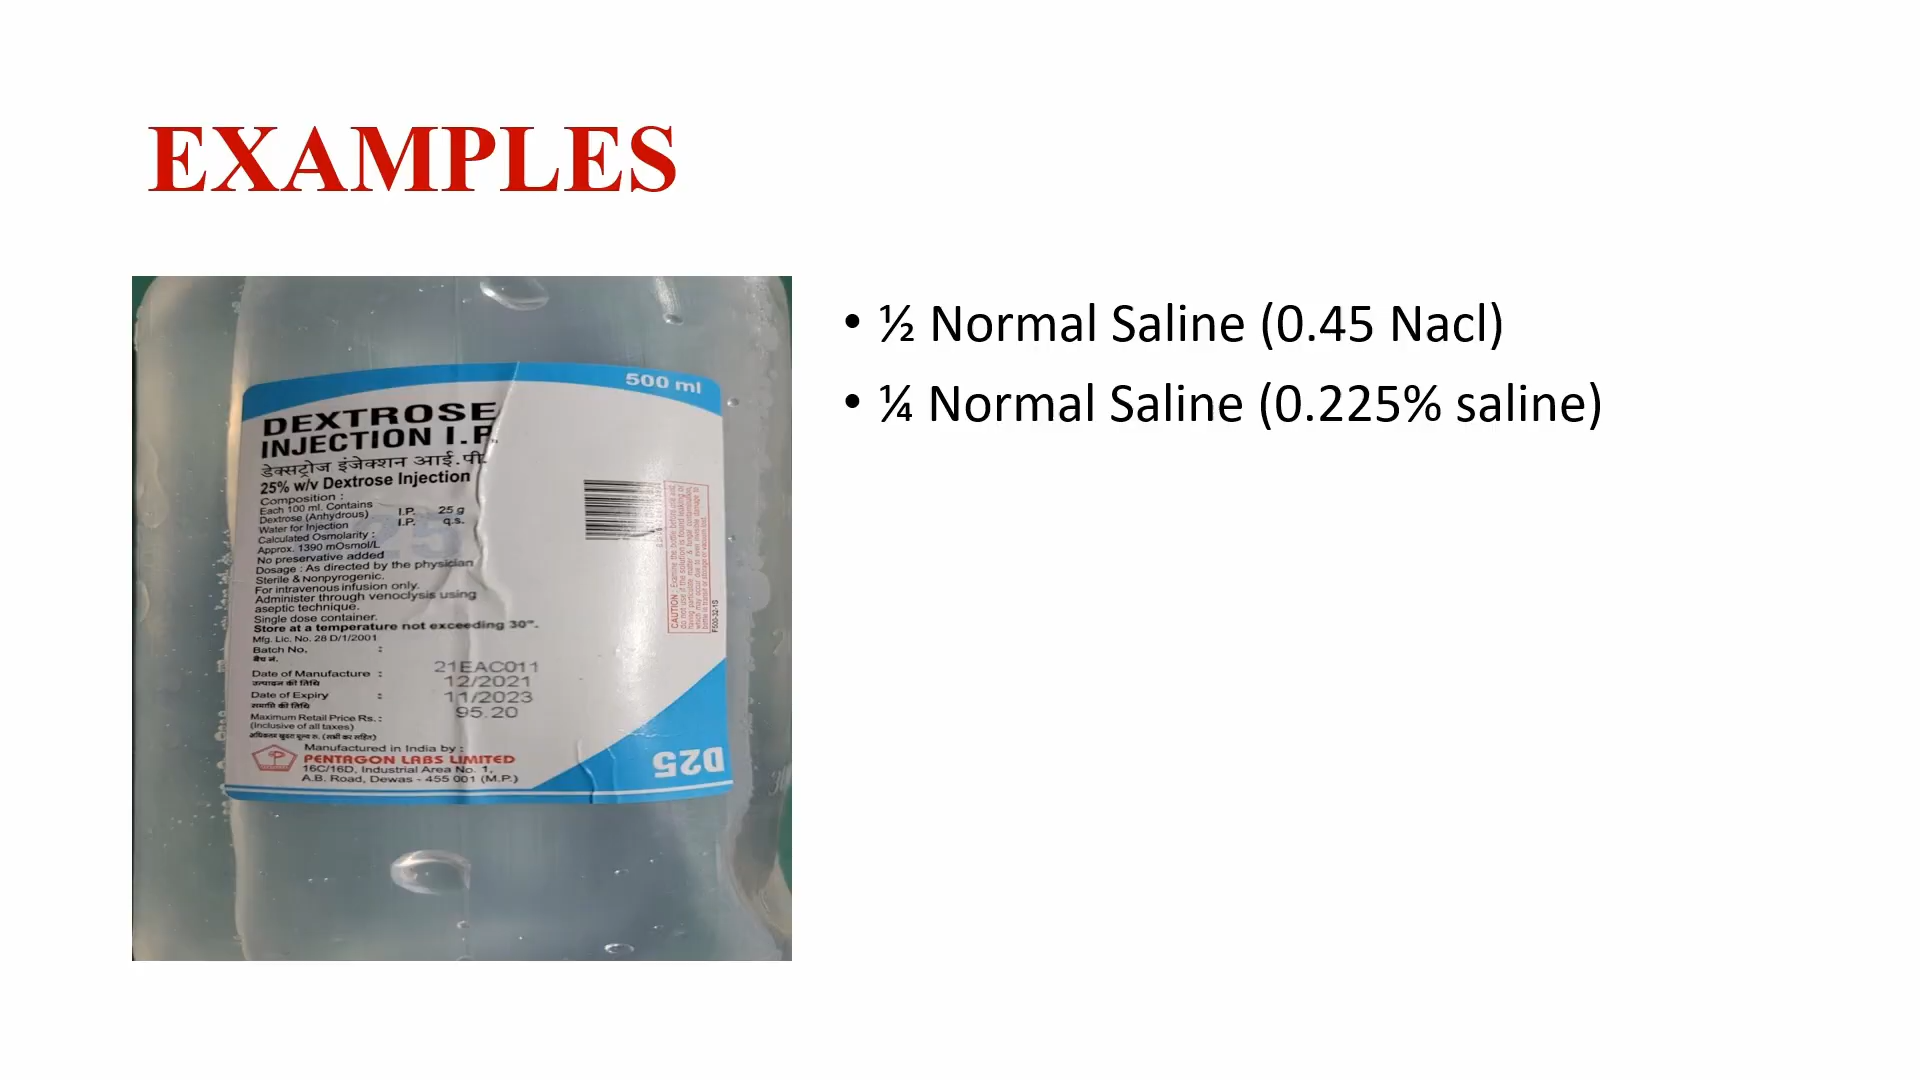 EXAMPLES
• ½ Normal Saline (0.45 Nacl)
• ¼ Normal Saline (0.225% saline)
500 ml
DEXTROSE
INJECTION I.P.
डेक्सट्रोज इंजेक्शन आई.पी.
25% w/v Dextrose Injection
Composition :
Each 100 ml. Contains
Dextrose (Anhydrous) I.P. 25 g
Water for Injection I.P. q.s.
Calculated Osmolarity :
Approx. 1390 mOsmol/L
No preservative added
Dosage : As directed by the physician
Sterile & Nonpyrogenic.
For intravenous infusion only.
Administer through venoclysis using
aseptic technique.
Single dose container.
Store at a temperature not exceeding 30°.
Mfg. Lic. No. 28 D/1/2001
Batch No. :
बैच नं.
21EAC011
Date of Manufacture : 12/2021
उत्पादन की तिथि
Date of Expiry : 11/2023
समाप्ति की तिथि
Maximum Retail Price Rs. : 95.20
(Inclusive of all taxes)
Manufactured in India by :
PENTAGON LABS LIMITED
16C/16D, Industrial Area No. 1,
A.B. Road, Dewas - 455 001 (M.P.)
25
D25